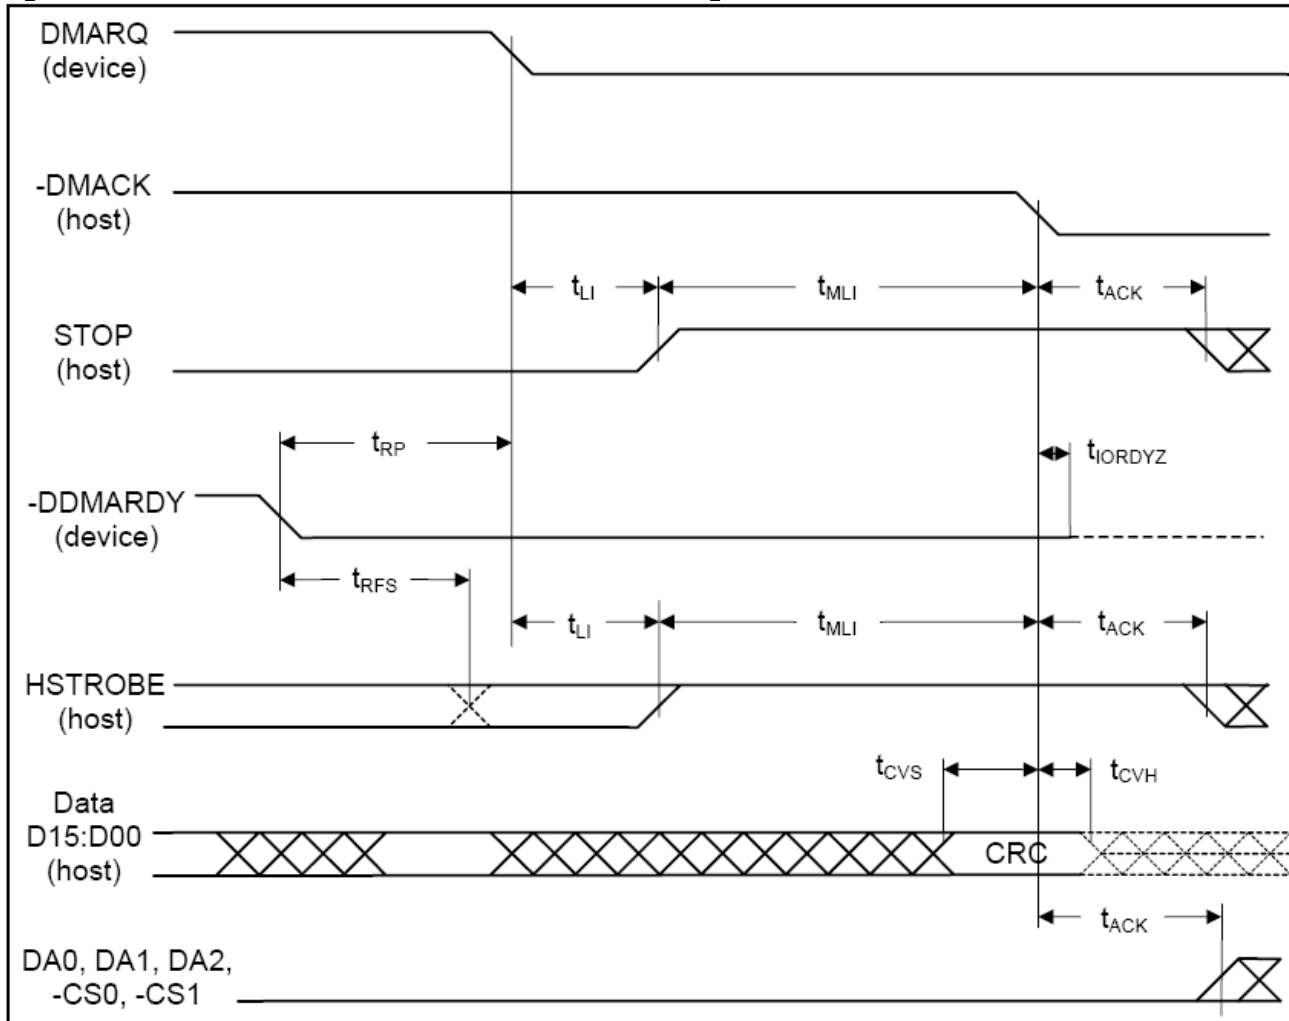 DMARQ
(device)
-DMACK
(host)
tLI
tMLI
tACK
STOP
(host)
tRP
tIORDYZ
-DDMARDY
(device)
tRFS
tLI
tMLI
tACK
HSTROBE
(host)
tCVS
tCVH
Data
D15:D00
(host)
CRC
tACK
DA0, DA1, DA2,
-CS0, -CS1